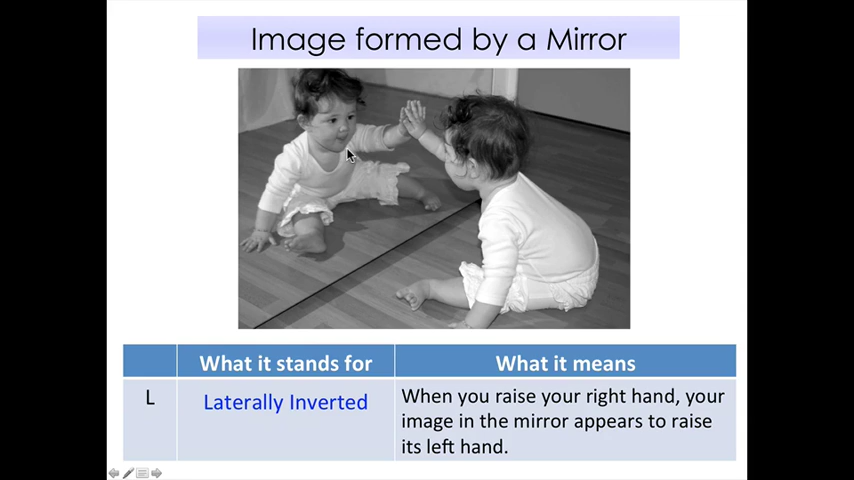 Image formed by a Mirror
What it stands for
What it means
L
Laterally Inverted
When you raise your right hand, your
image in the mirror appears to raise
its left hand.